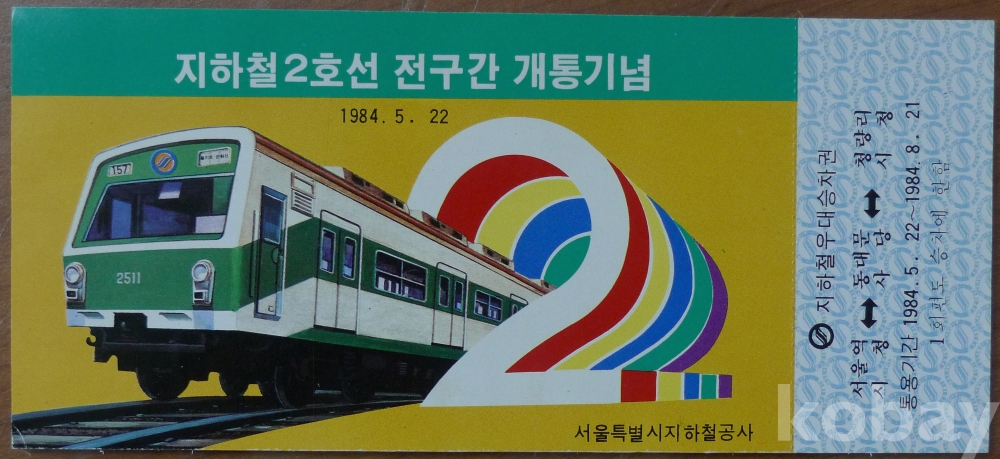 지하철2호선 전구간 개통기념
1984. 5. 22
157
2511
서울특별시지하철공사
지하철우대승차권
서울역 ↔ 동대문 ↔ 청량리
시청 ↔ 사당 ↔ 시청
통용기간 1984. 5. 22~1984. 8. 21
1회편도 승차에 한함
kobay